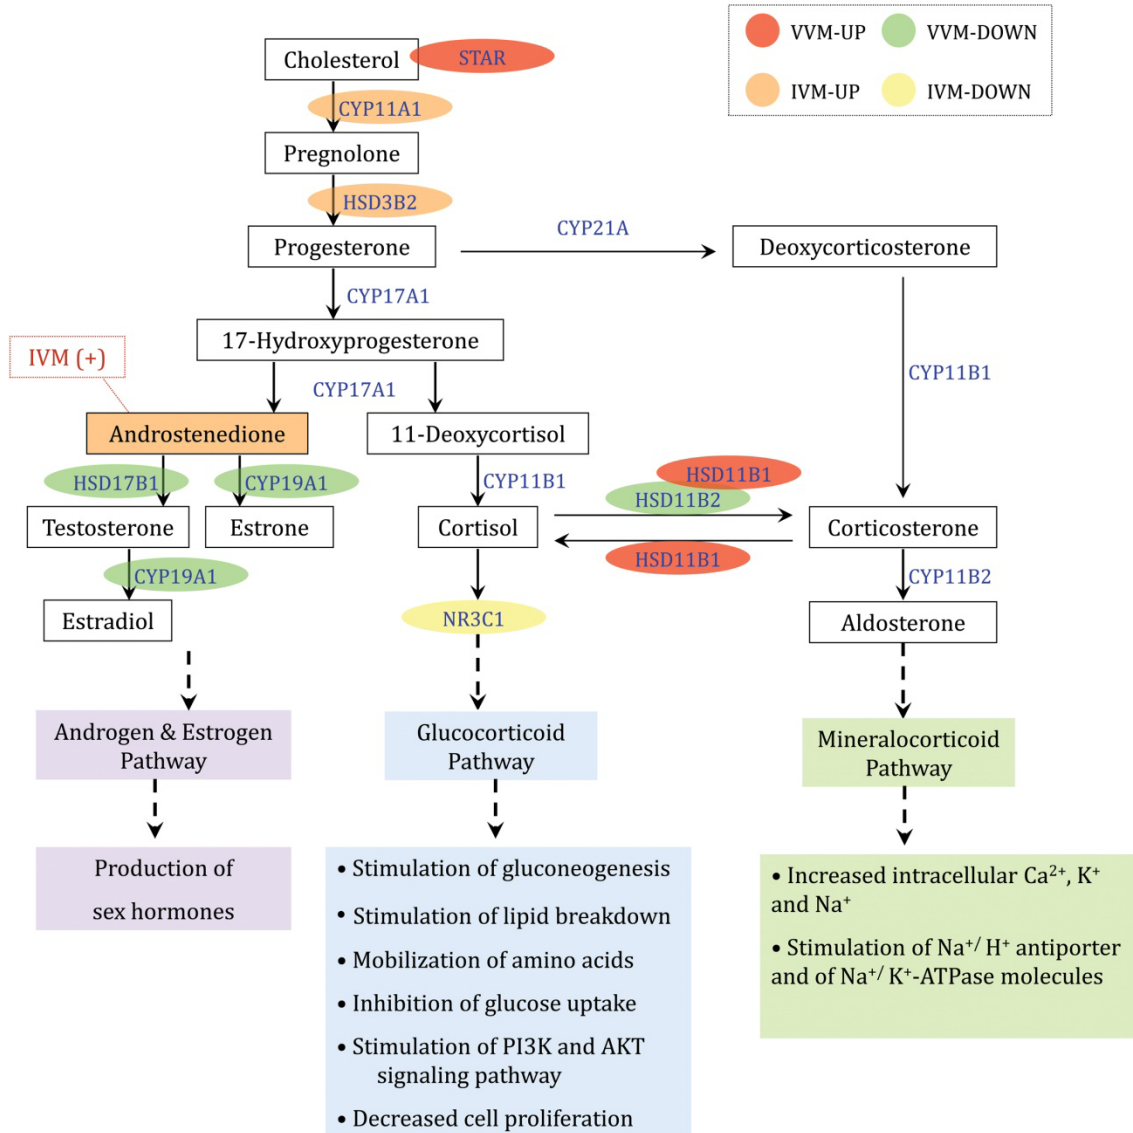 VVM-UP
VVM-DOWN
IVM-UP
IVM-DOWN
Cholesterol
STAR
CYP11A1
Pregnolone
HSD3B2
Progesterone
CYP21A
Deoxycorticosterone
CYP17A1
17-Hydroxyprogesterone
IVM (+)
CYP17A1
CYP11B1
Androstenedione
11-Deoxycortisol
HSD17B1
CYP19A1
CYP11B1
HSD11B1
HSD11B2
Testosterone
Estrone
Cortisol
Corticosterone
HSD11B1
CYP19A1
CYP11B2
Estradiol
NR3C1
Aldosterone
Androgen & Estrogen
Pathway
Glucocorticoid
Pathway
Mineralocorticoid
Pathway
Production of
sex hormones
• Stimulation of gluconeogenesis
• Stimulation of lipid breakdown
• Mobilization of amino acids
• Inhibition of glucose uptake
• Stimulation of PI3K and AKT
signaling pathway
• Decreased cell proliferation
• Increased intracellular Ca²⁺, K⁺
and Na⁺
• Stimulation of Na⁺/ H⁺ antiporter
and of Na⁺/ K⁺-ATPase molecules